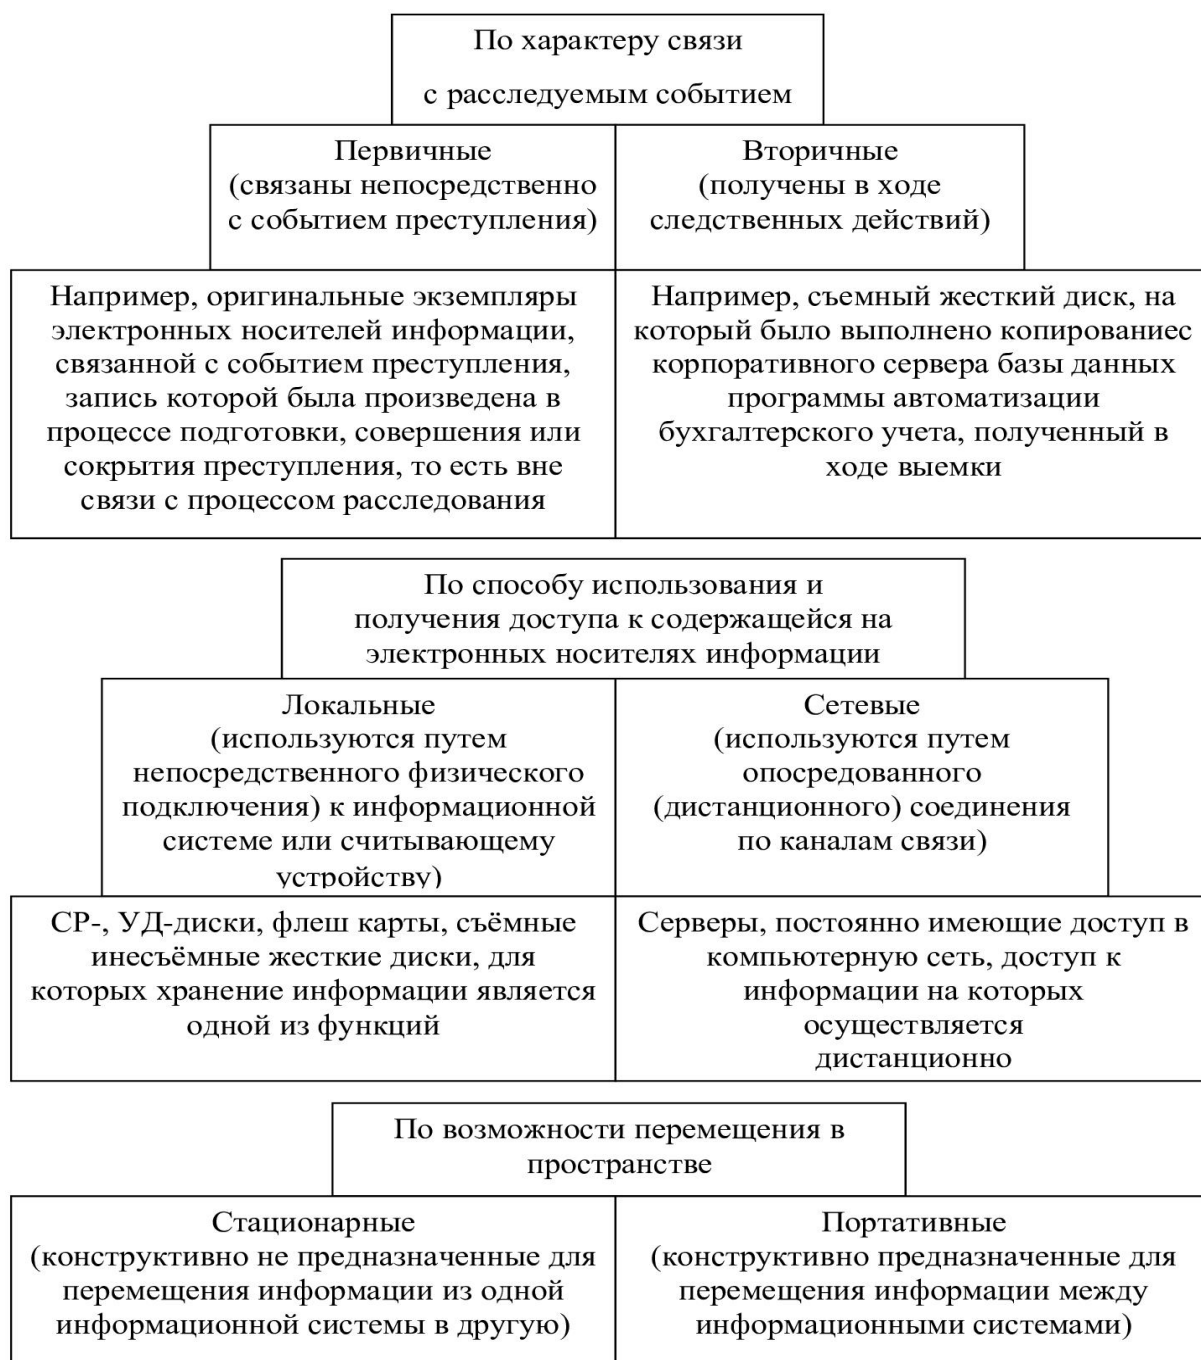 По характеру связи
с расследуемым событием
Первичные
(связаны непосредственно
с событием преступления)
Вторичные
(получены в ходе
следственных действий)
Например, оригинальные экземпляры
электронных носителей информации,
связанной с событием преступления,
запись которой была произведена в
процессе подготовки, совершения или
сокрытия преступления, то есть вне
связи с процессом расследования
Например, съемный жесткий диск, на
который было выполнено копированиес
корпоративного сервера базы данных
программы автоматизации
бухгалтерского учета, полученный в
ходе выемки
По способу использования и
получения доступа к содержащейся на
электронных носителях информации
Локальные
(используются путем
непосредственного физического
подключения) к информационной
системе или считывающему
устройству)
Сетевые
(используются путем
опосредованного
(дистанционного) соединения
по каналам связи)
СР-, УД-диски, флеш карты, съёмные
инесъёмные жесткие диски, для
которых хранение информации является
одной из функций
Серверы, постоянно имеющие доступ в
компьютерную сеть, доступ к
информации на которых
осуществляется
дистанционно
По возможности перемещения в
пространстве
Стационарные
(конструктивно не предназначенные для
перемещения информации из одной
информационной системы в другую)
Портативные
(конструктивно предназначенные для
перемещения информации между
информационными системами)